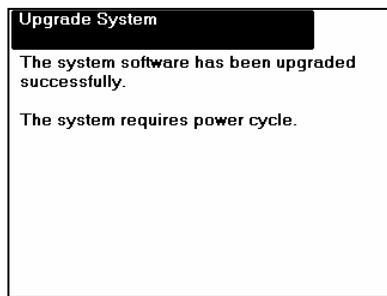 Upgrade System
The system software has been upgraded
successfully.
The system requires power cycle.